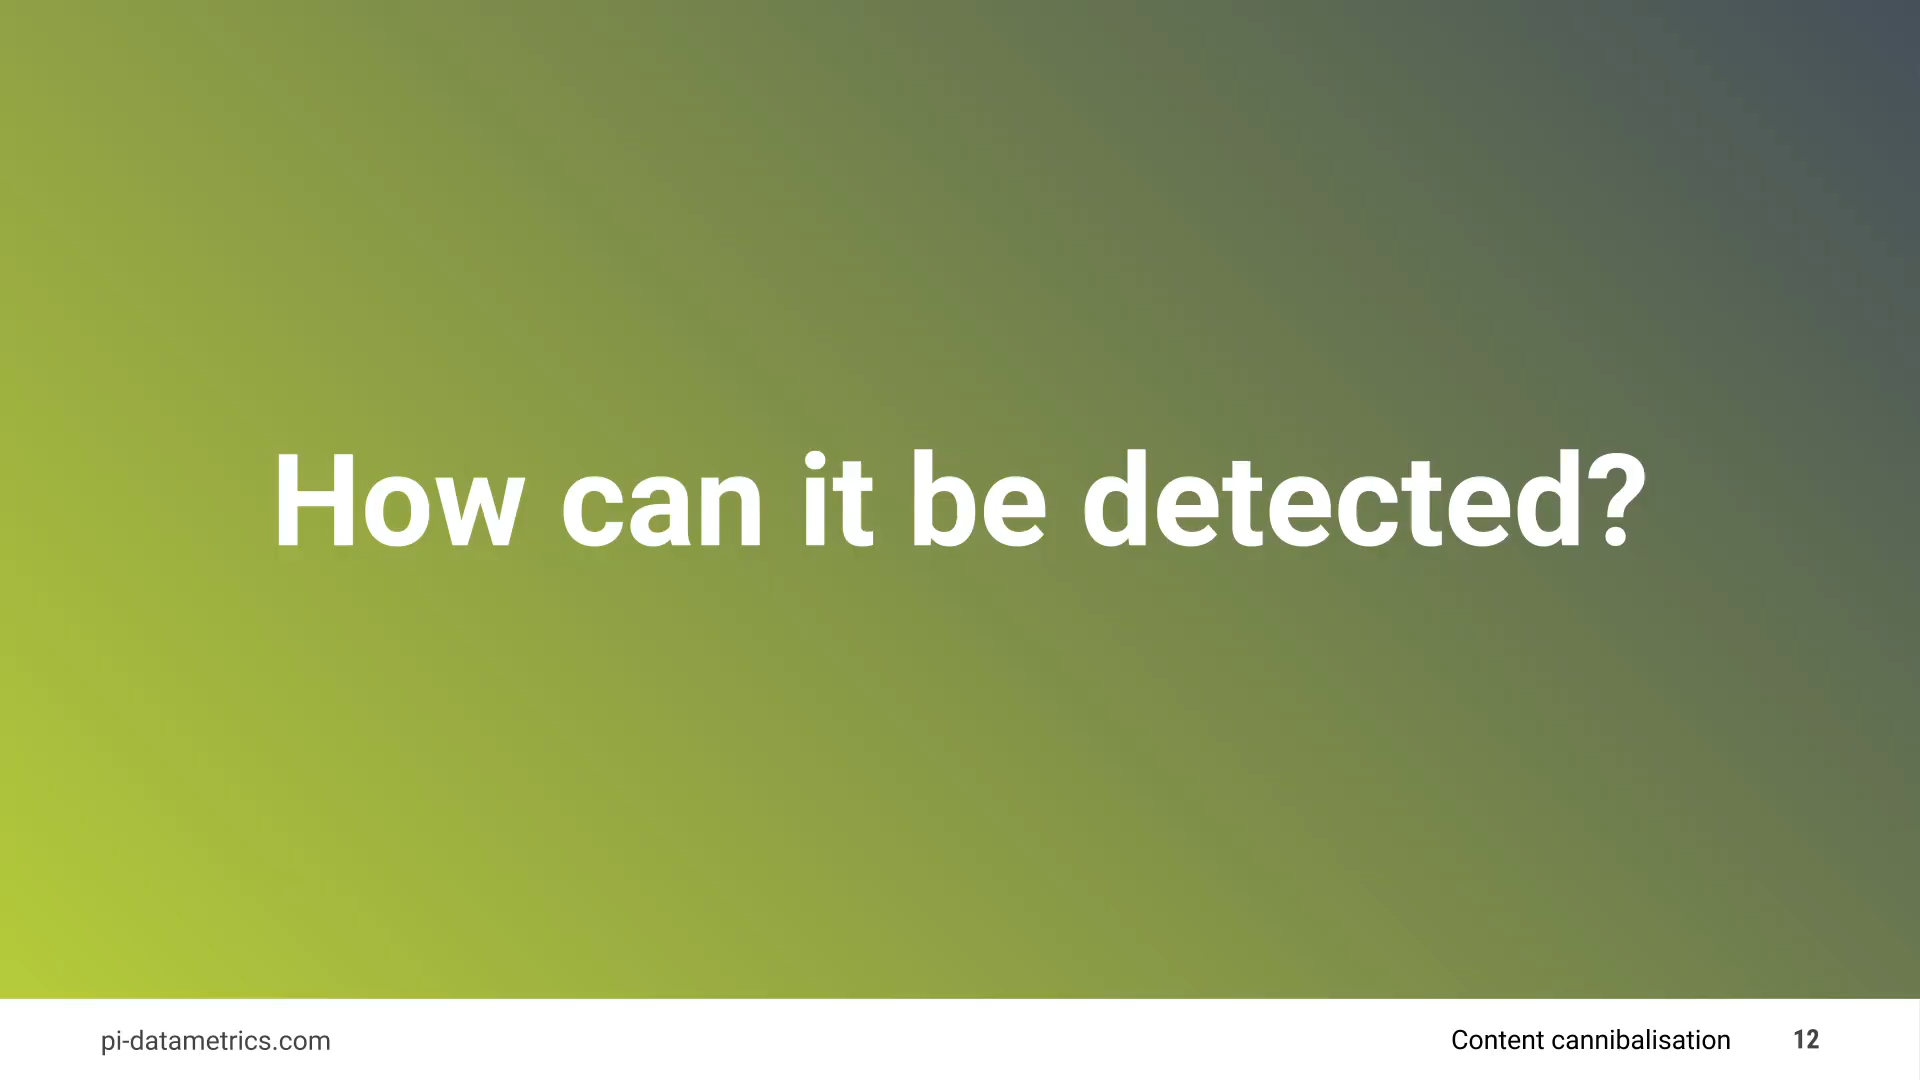 How can it be detected?
pi-datametrics.com
Content cannibalisation
12